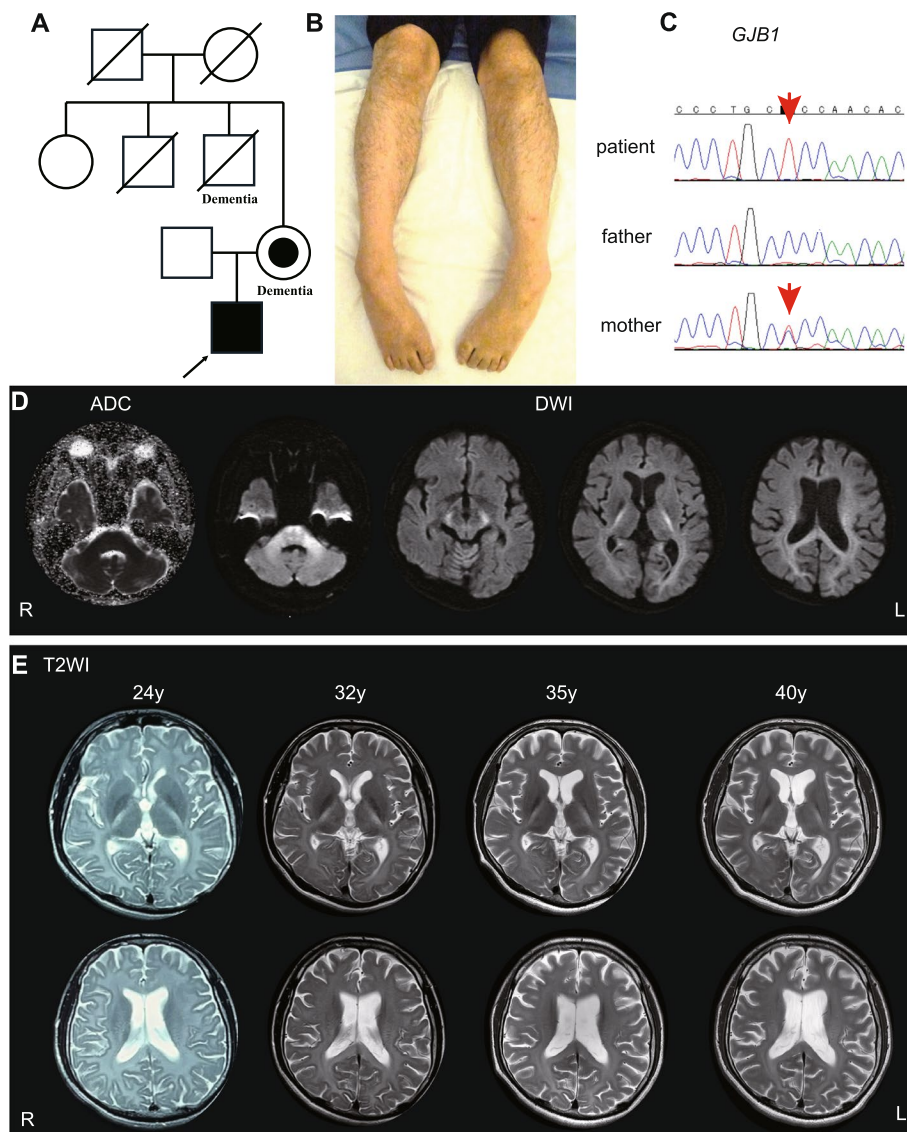 A
B
C
GJB1
C C C T G C C C A A C A C
patient
father
mother
Dementia
Dementia
D
ADC
DWI
R
L
E T2WI
24y
32y
35y
40y
R
L